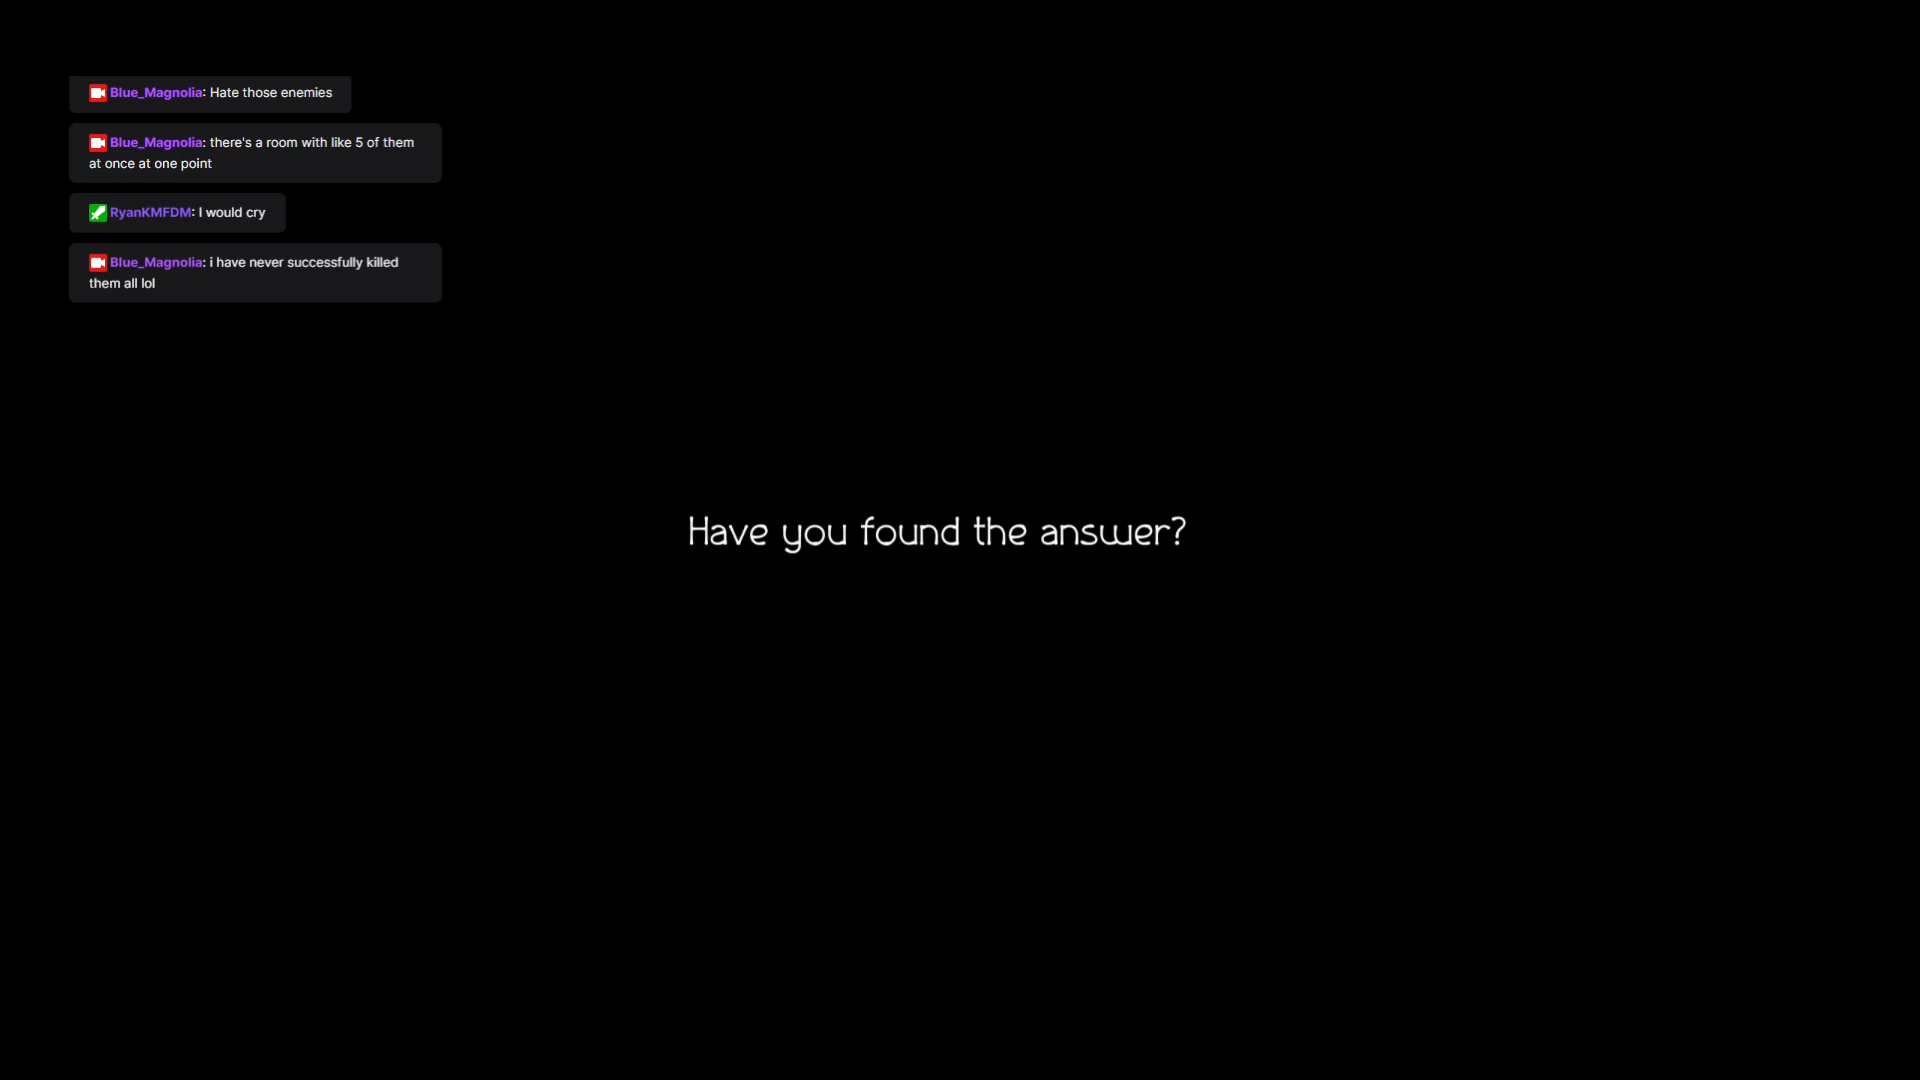 Blue_Magnolia: Hate those enemies
Blue_Magnolia: there's a room with like 5 of them
at once at one point
RyanKMFDM: I would cry
Blue_Magnolia: i have never successfully killed
them all lol
Have you found the answer?